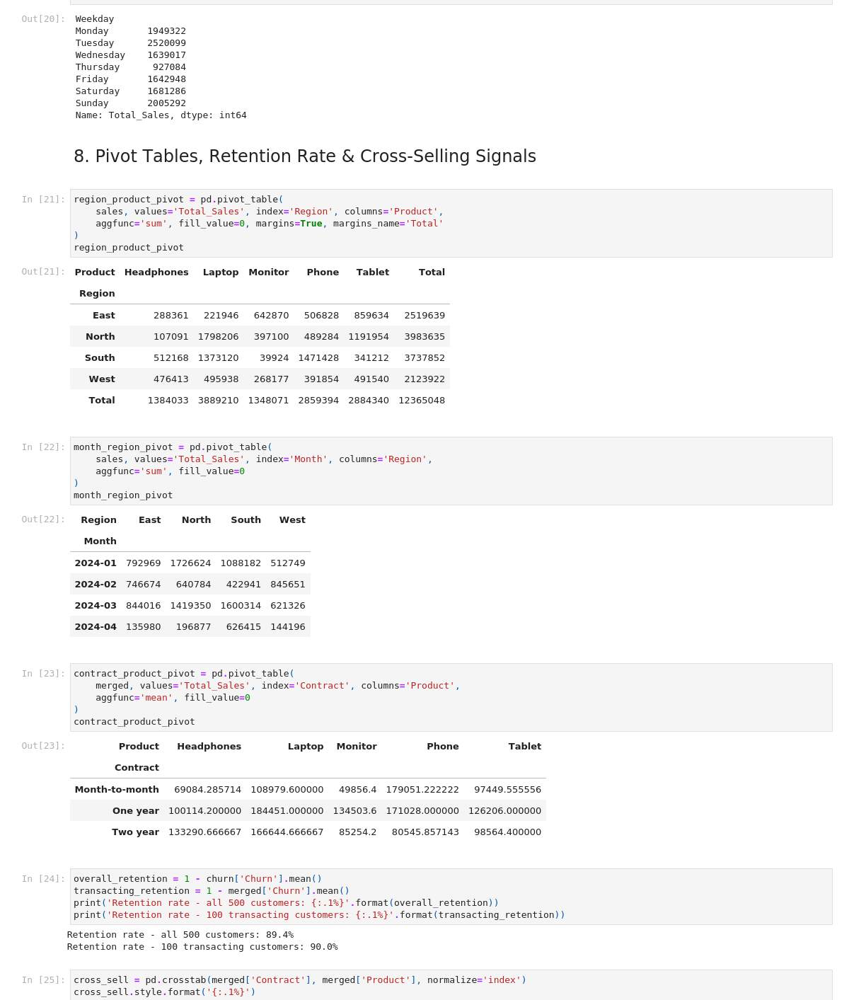 Out[20]: Weekday
Monday       1949322
Tuesday      2520099
Wednesday    1639017
Thursday      927084
Friday       1642948
Saturday     1681286
Sunday       2005292
Name: Total_Sales, dtype: int64
8. Pivot Tables, Retention Rate & Cross-Selling Signals
In [21]: region_product_pivot = pd.pivot_table(
    sales, values='Total_Sales', index='Region', columns='Product',
    aggfunc='sum', fill_value=0, margins=True, margins_name='Total'
)
region_product_pivot
Out[21]: Product Headphones Laptop Monitor Phone Tablet Total
Region
East 288361 221946 642870 506828 859634 2519639
North 107091 1798206 397100 489284 1191954 3983635
South 512168 1373120 39924 1471428 341212 3737852
West 476413 495938 268177 391854 491540 2123922
Total 1384033 3889210 1348071 2859394 2884340 12365048
In [22]: month_region_pivot = pd.pivot_table(
    sales, values='Total_Sales', index='Month', columns='Region',
    aggfunc='sum', fill_value=0
)
month_region_pivot
Out[22]: Region East North South West
Month
2024-01 792969 1726624 1088182 512749
2024-02 746674 640784 422941 845651
2024-03 844016 1419350 1600314 621326
2024-04 135980 196877 626415 144196
In [23]: contract_product_pivot = pd.pivot_table(
    merged, values='Total_Sales', index='Contract', columns='Product',
    aggfunc='mean', fill_value=0
)
contract_product_pivot
Out[23]: Product Headphones Laptop Monitor Phone Tablet
Contract
Month-to-month 69084.285714 108979.600000 49856.4 179051.222222 97449.555556
One year 100114.200000 184451.000000 134503.6 171028.000000 126206.000000
Two year 133290.666667 166644.666667 85254.2 80545.857143 98564.400000
In [24]: overall_retention = 1 - churn['Churn'].mean()
transacting_retention = 1 - merged['Churn'].mean()
print('Retention rate - all 500 customers: {:.1%}'.format(overall_retention))
print('Retention rate - 100 transacting customers: {:.1%}'.format(transacting_retention))
Retention rate - all 500 customers: 89.4%
Retention rate - 100 transacting customers: 90.0%
In [25]: cross_sell = pd.crosstab(merged['Contract'], merged['Product'], normalize='index')
cross_sell.style.format('{:.1%}')